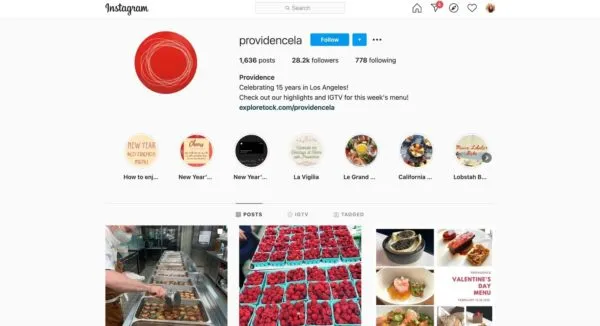 Instagram
Search
providencela
Follow
1,636 posts 28.2k followers 778 following
Providence
Celebrating 15 years in Los Angeles!
Check out our highlights and IGTV for this week's menu!
exploretock.com/providencela
NEW YEAR
MENU
Cheers
How to enj... New Year'... New Year'... La Vigilia Le Grand ... California ... Lobstah B...
POSTS IGTV TAGGED
VALENTINE'S
DAY
MENU